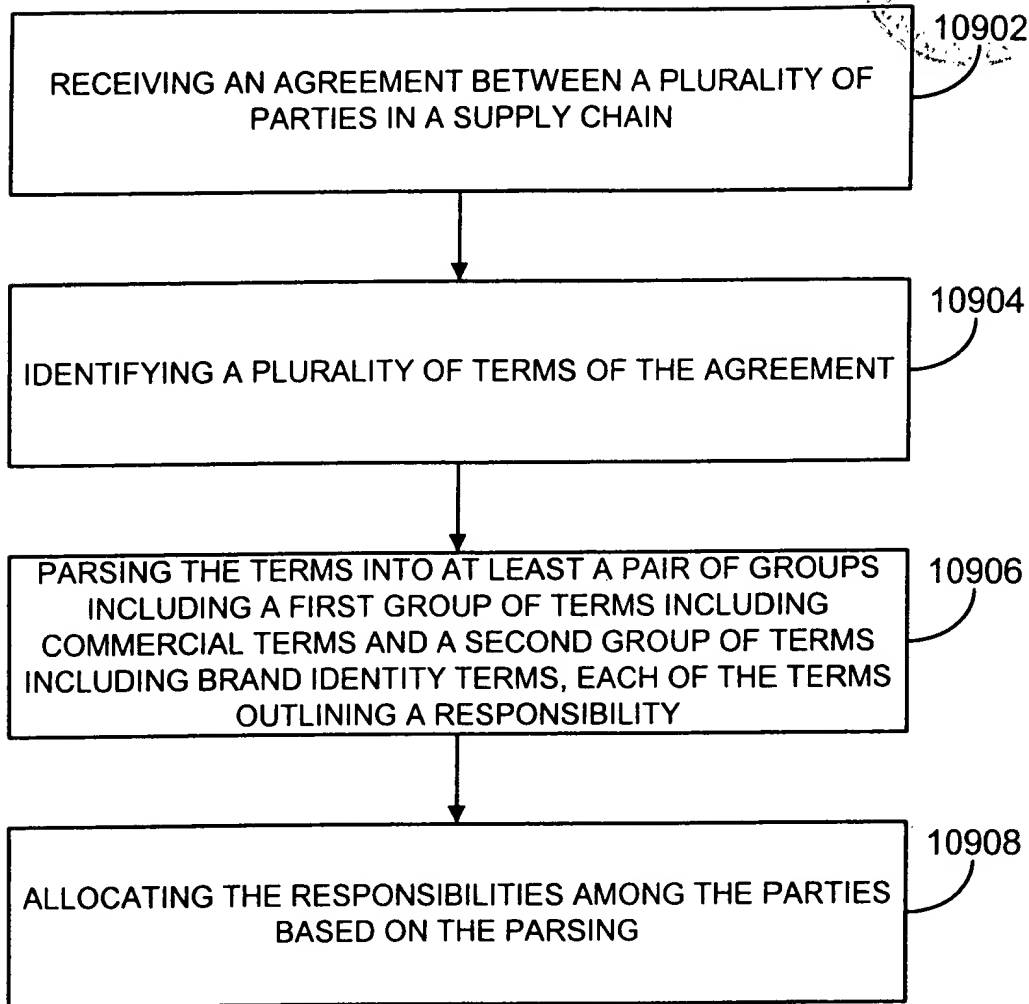 10902
RECEIVING AN AGREEMENT BETWEEN A PLURALITY OF
PARTIES IN A SUPPLY CHAIN
10904
IDENTIFYING A PLURALITY OF TERMS OF THE AGREEMENT
10906
PARSING THE TERMS INTO AT LEAST A PAIR OF GROUPS
INCLUDING A FIRST GROUP OF TERMS INCLUDING
COMMERCIAL TERMS AND A SECOND GROUP OF TERMS
INCLUDING BRAND IDENTITY TERMS, EACH OF THE TERMS
OUTLINING A RESPONSIBILITY
10908
ALLOCATING THE RESPONSIBILITIES AMONG THE PARTIES
BASED ON THE PARSING